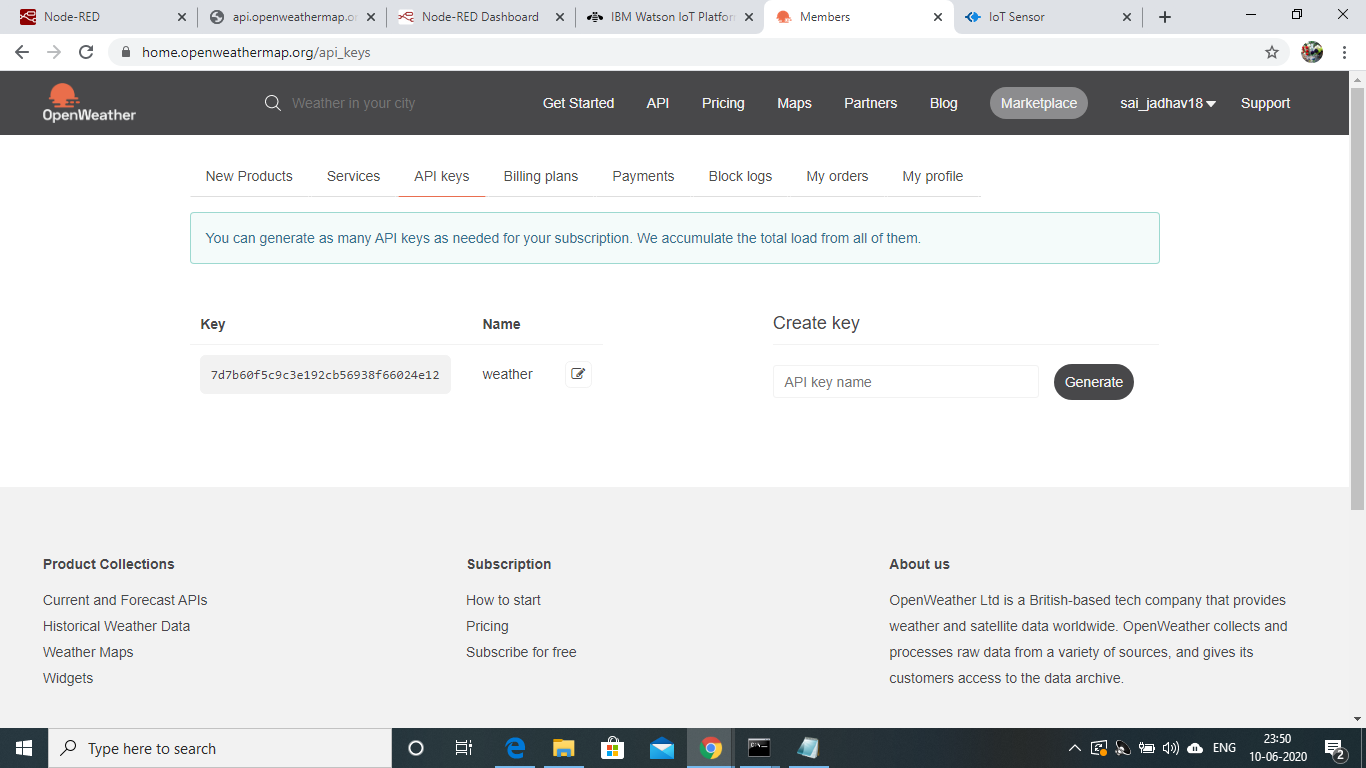 Node-RED
api.openweathermap.or
Node-RED Dashboard
IBM Watson IoT Platform
Members
IoT Sensor
home.openweathermap.org/api_keys
OpenWeather
Weather in your city
Get Started
API
Pricing
Maps
Partners
Blog
Marketplace
sai_jadhav18
Support
New Products
Services
API keys
Billing plans
Payments
Block logs
My orders
My profile
You can generate as many API keys as needed for your subscription. We accumulate the total load from all of them.
Key
Name
Create key
7d7b60f5c9c3e192cb56938f66024e12
weather
API key name
Generate
Product Collections
Current and Forecast APIs
Historical Weather Data
Weather Maps
Widgets
Subscription
How to start
Pricing
Subscribe for free
About us
OpenWeather Ltd is a British-based tech company that provides
weather and satellite data worldwide. OpenWeather collects and
processes raw data from a variety of sources, and gives its
customers access to the data archive.
Type here to search
ENG
23:50
10-06-2020
2